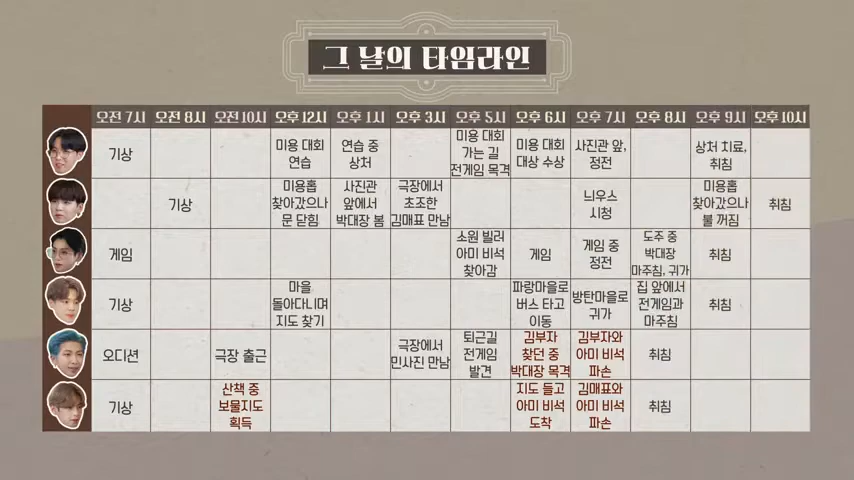 그 날의 타임라인
오전 7시 오전 8시 오전10시 오후 12시 오후 1시 오후 3시 오후 5시 오후 6시 오후 7시 오후 8시 오후 9시 오후 10시
기상
미용 대회
연습
연습 중
상처
미용 대회
가는 길
전게임 목격
미용 대회
대상 수상
사진관 앞,
정전
상처 치료,
취침
기상
미용홉
찾아갔으나
문 닫힘
사진관
앞에서
박대장 봄
극장에서
초조한
김매표 만남
늬우스
시청
미용홉
찾아갔으나
불 꺼짐
취침
게임
소원 빌러
아미 비석
찾아감
게임
게임 중
정전
도주 중
박대장
마주침, 귀가
취침
기상
마을
돌아다니며
지도 찾기
파랑마을로
버스 타고
이동
방탄마을로
귀가
집 앞에서
전게임과
마주침
취침
오디션
극장 출근
극장에서
민사진 만남
퇴근길
전게임
발견
김부자
찾던 중
박대장 목격
김부자와
아미 비석
파손
취침
기상
산책 중
보물지도
획득
지도 들고
아미 비석
도착
김매표와
아미 비석
파손
취침